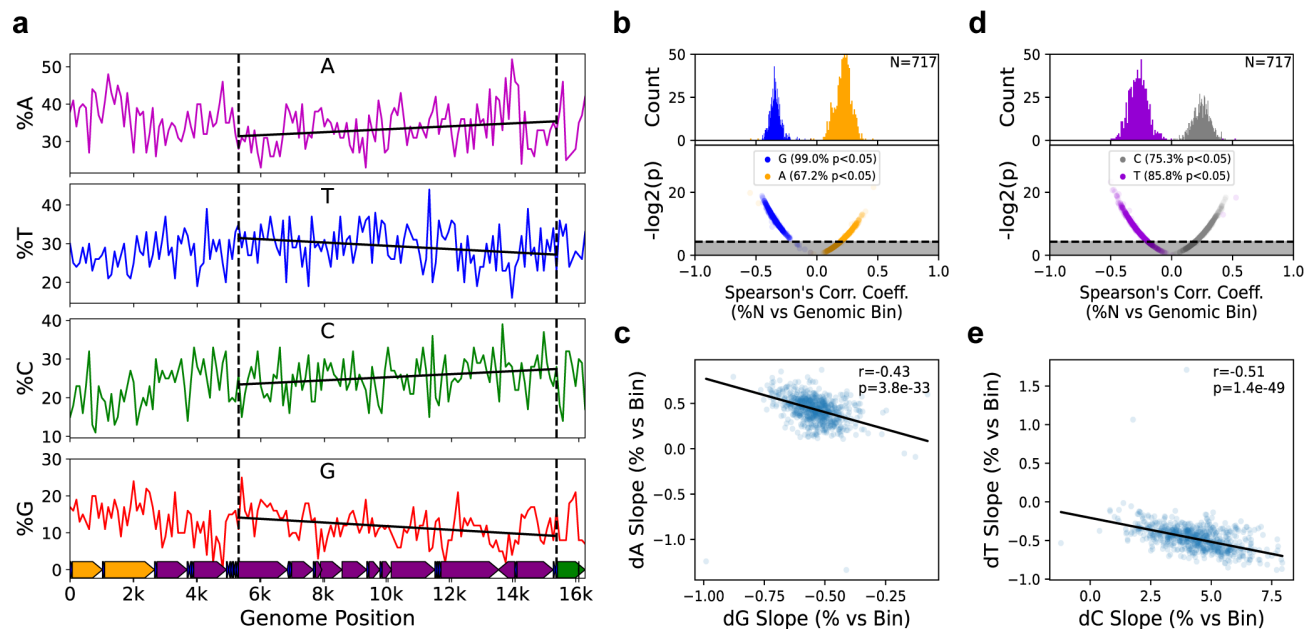 a
A
%A
50
40
30
T
%T
40
30
20
C
%C
40
30
20
10
G
%G
30
20
10
0
0 2k 4k 6k 8k 10k 12k 14k 16k
Genome Position
b
N=717
Count
50
25
0
G (99.0% p<0.05)
A (67.2% p<0.05)
-log2(p)
20
0
−1.0 −0.5 0.0 0.5 1.0
Spearman's Corr. Coeff.
(%N vs Genomic Bin)
d
N=717
Count
50
25
0
C (75.3% p<0.05)
T (85.8% p<0.05)
-log2(p)
20
0
−1.0 −0.5 0.0 0.5 1.0
Spearman's Corr. Coeff.
(%N vs Genomic Bin)
c
r=-0.43
p=3.8e-33
dA Slope (% vs Bin)
0.5
0.0
−0.5
−1.0
−1.00 −0.75 −0.50 −0.25
dG Slope (% vs Bin)
e
r=-0.51
p=1.4e-49
dT Slope (% vs Bin)
1.5
1.0
0.5
0.0
−0.5
−1.0
0.0 2.5 5.0 7.5
dC Slope (% vs Bin)